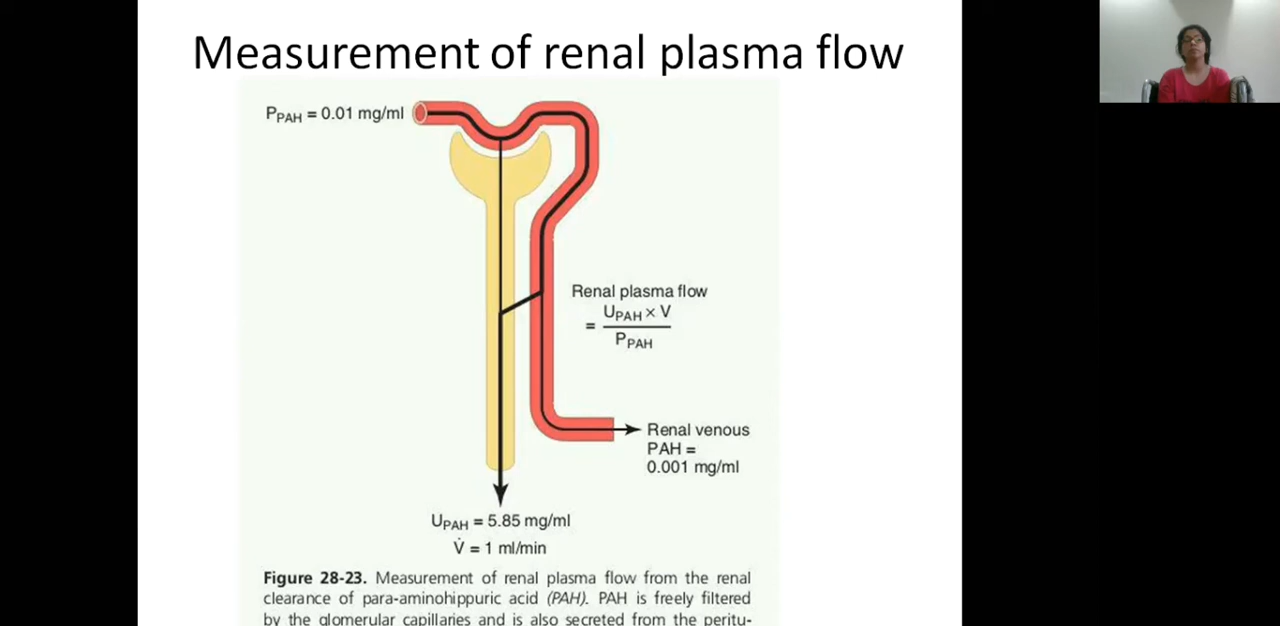 Measurement of renal plasma flow
PPAH = 0.01 mg/ml
Renal plasma flow
= UPAH × V
PPAH
Renal venous
PAH =
0.001 mg/ml
UPAH = 5.85 mg/ml
V̇ = 1 ml/min
Figure 28-23. Measurement of renal plasma flow from the renal
clearance of para-aminohippuric acid (PAH). PAH is freely filtered
by the glomerular capillaries and is also secreted from the peritu-